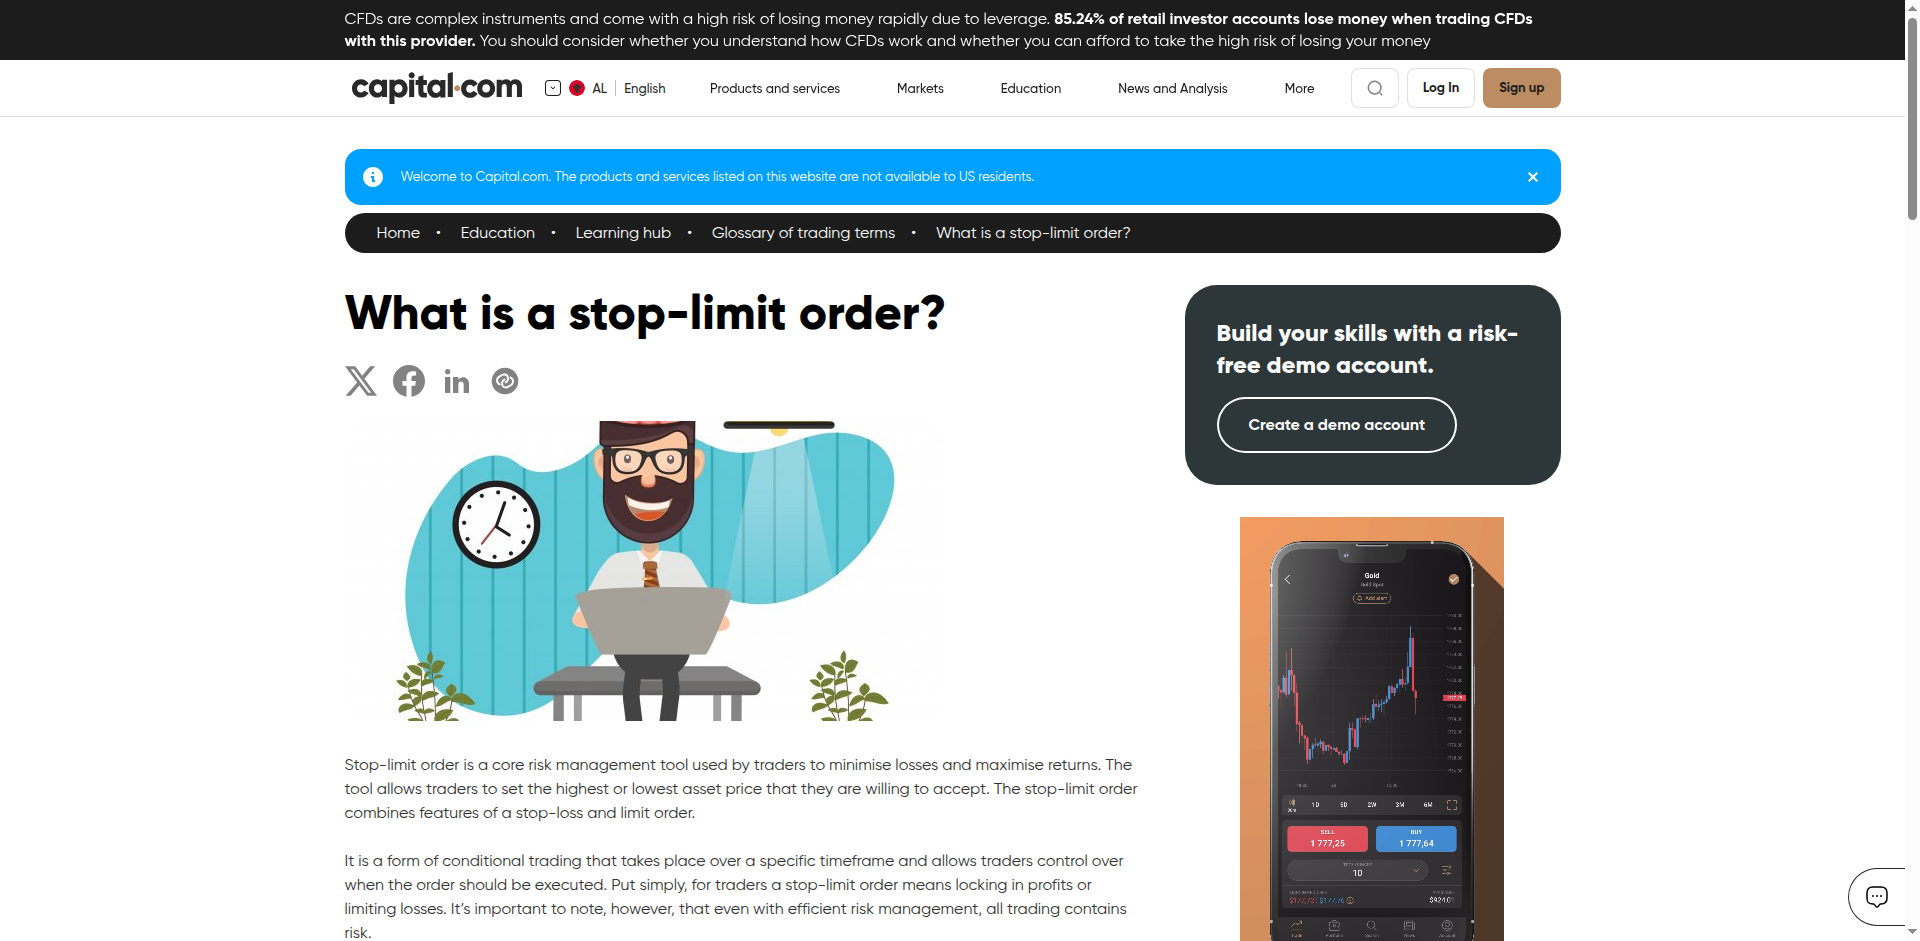 CFDs are complex instruments and come with a high risk of losing money rapidly due to leverage. 85.24% of retail investor accounts lose money when trading CFDs
with this provider. You should consider whether you understand how CFDs work and whether you can afford to take the high risk of losing your money
capital.com
AL
English
Products and services
Markets
Education
News and Analysis
More
Log In
Sign up
Welcome to Capital.com. The products and services listed on this website are not available to US residents.
Home • Education • Learning hub • Glossary of trading terms • What is a stop-limit order?
What is a stop-limit order?
Stop-limit order is a core risk management tool used by traders to minimise losses and maximise returns. The
tool allows traders to set the highest or lowest asset price that they are willing to accept. The stop-limit order
combines features of a stop-loss and limit order.
It is a form of conditional trading that takes place over a specific timeframe and allows traders control over
when the order should be executed. Put simply, for traders a stop-limit order means locking in profits or
limiting losses. It’s important to note, however, that even with efficient risk management, all trading contains
risk.
Build your skills with a risk-
free demo account.
Create a demo account
Gold
Gold Spot
Add alert
1D 5D 2W 3M 6M
SELL
1 777,25
BUY
1 777,64
10
$924.01